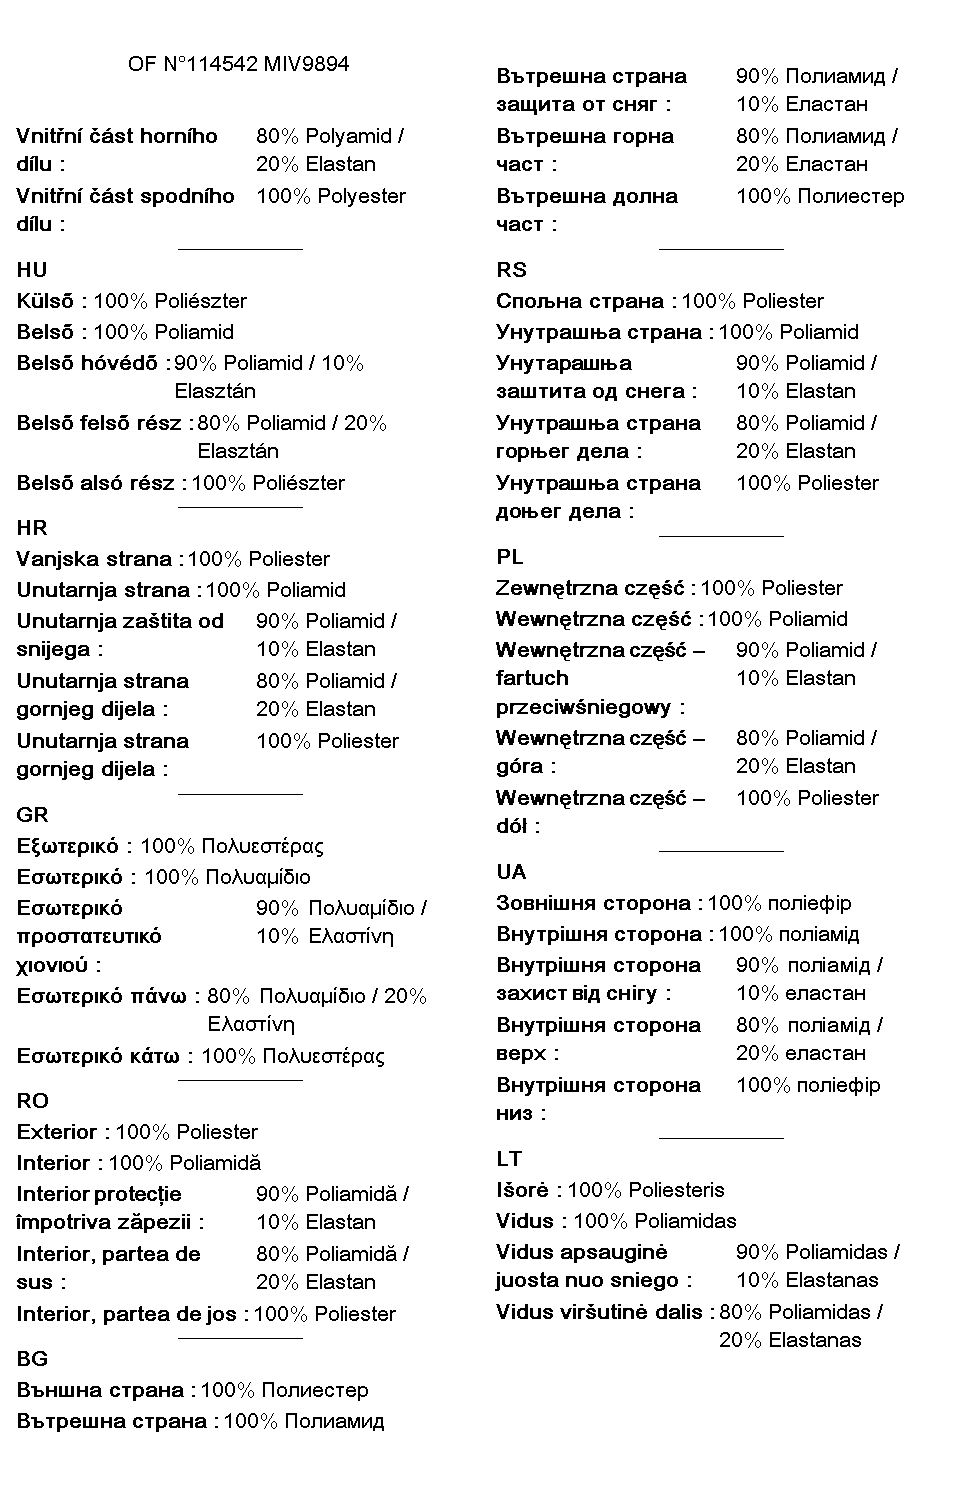 OF N°114542 MIV9894
Vnitřní část horního 80% Polyamid /
dílu : 20% Elastan
Vnitřní část spodního 100% Polyester
dílu :
HU
Külső : 100% Poliészter
Belső : 100% Poliamid
Belső hóvédő : 90% Poliamid / 10%
Elasztán
Belső felső rész : 80% Poliamid / 20%
Elasztán
Belső alsó rész : 100% Poliészter
HR
Vanjska strana : 100% Poliester
Unutarnja strana : 100% Poliamid
Unutarnja zaštita od 90% Poliamid /
snijega : 10% Elastan
Unutarnja strana 80% Poliamid /
gornjeg dijela : 20% Elastan
Unutarnja strana 100% Poliester
gornjeg dijela :
GR
Εξωτερικό : 100% Πολυεστέρας
Εσωτερικό : 100% Πολυαμίδιο
Εσωτερικό 90% Πολυαμίδιο /
προστατευτικό 10% Ελαστίνη
χιονιού :
Εσωτερικό πάνω : 80% Πολυαμίδιο / 20%
Ελαστίνη
Εσωτερικό κάτω : 100% Πολυεστέρας
RO
Exterior : 100% Poliester
Interior : 100% Poliamidă
Interior protecție 90% Poliamidă /
împotriva zăpezii : 10% Elastan
Interior, partea de 80% Poliamidă /
sus : 20% Elastan
Interior, partea de jos : 100% Poliester
BG
Външна страна : 100% Полиестер
Вътрешна страна : 100% Полиамид
Вътрешна страна 90% Полиамид /
защита от сняг : 10% Еластан
Вътрешна горна 80% Полиамид /
част : 20% Еластан
Вътрешна долна 100% Полиестер
част :
RS
Спољна страна : 100% Poliester
Унутрашња страна : 100% Poliamid
Унутарашња 90% Poliamid /
заштита од снега : 10% Elastan
Унутрашња страна 80% Poliamid /
горњег дела : 20% Elastan
Унутрашња страна 100% Poliester
доњег дела :
PL
Zewnętrzna część : 100% Poliester
Wewnętrzna część : 100% Poliamid
Wewnętrzna część – 90% Poliamid /
fartuch 10% Elastan
przeciwśniegowy :
Wewnętrzna część – 80% Poliamid /
góra : 20% Elastan
Wewnętrzna część – 100% Poliester
dół :
UA
Зовнішня сторона : 100% поліефір
Внутрішня сторона : 100% поліамід
Внутрішня сторона 90% поліамід /
захист від снігу : 10% еластан
Внутрішня сторона 80% поліамід /
верх : 20% еластан
Внутрішня сторона 100% поліефір
низ :
LT
Išorė : 100% Poliesteris
Vidus : 100% Poliamidas
Vidus apsauginė 90% Poliamidas /
juosta nuo sniego : 10% Elastanas
Vidus viršutinė dalis : 80% Poliamidas /
20% Elastanas